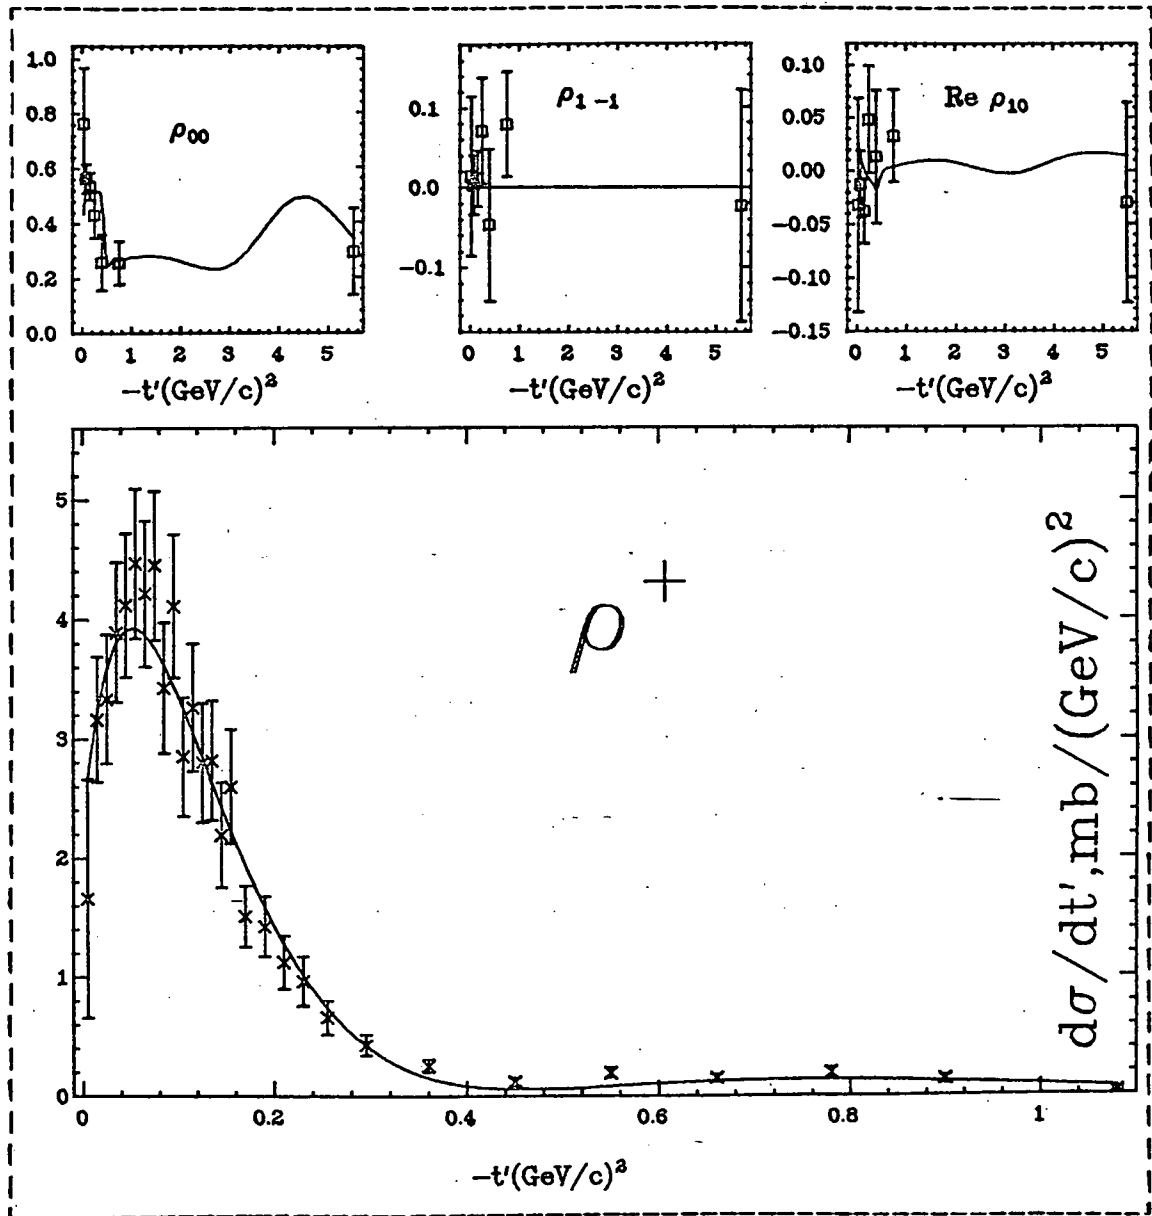 1.0
0.8
0.6
0.4
0.2
0.0
ρ₀₀
0 1 2 3 4 5
−t'(GeV/c)²
0.1
0.0
−0.1
ρ₁ ₋₁
0 1 2 3 4 5
−t'(GeV/c)²
0.10
0.05
0.00
−0.05
−0.10
−0.15
Re ρ₁₀
0 1 2 3 4 5
−t'(GeV/c)²
5
4
3
2
1
0
ρ⁺
dσ/dt',mb/(GeV/c)²
0 0.2 0.4 0.6 0.8 1
−t'(GeV/c)²